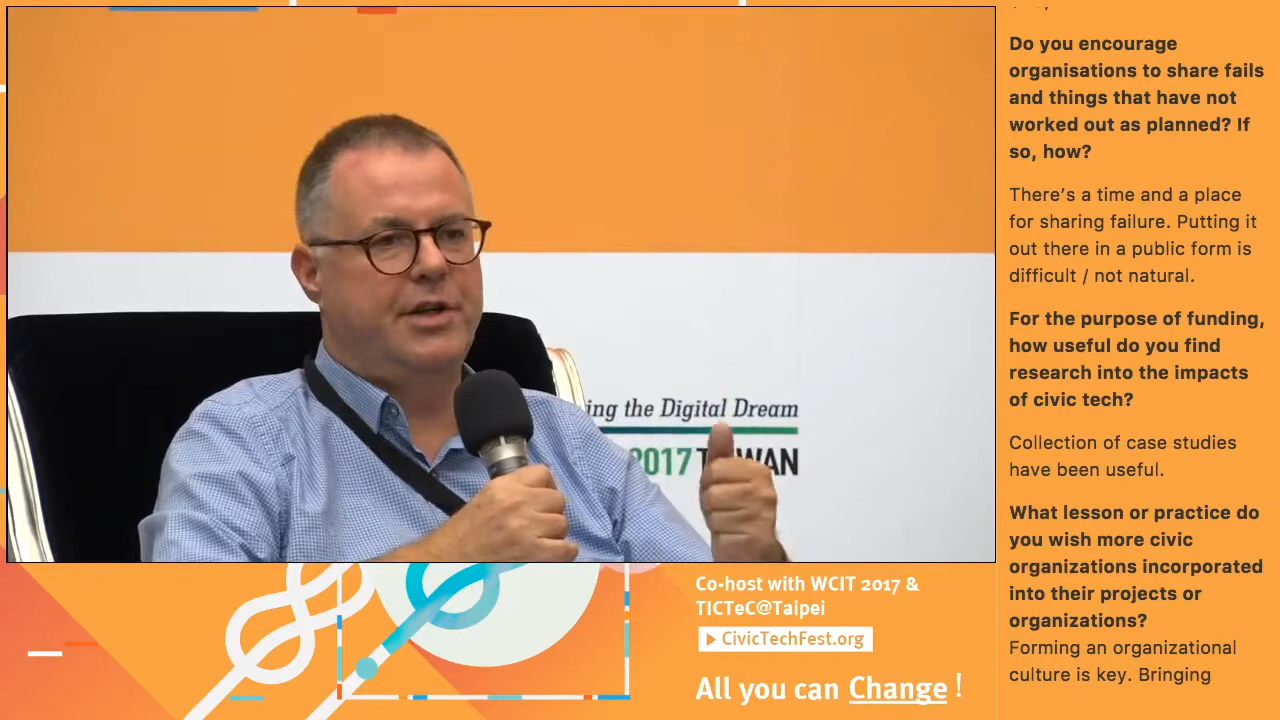 Do you encourage
organisations to share fails
and things that have not
worked out as planned? If
so, how?
There's a time and a place
for sharing failure. Putting it
out there in a public form is
difficult / not natural.
For the purpose of funding,
how useful do you find
research into the impacts
of civic tech?
Collection of case studies
have been useful.
What lesson or practice do
you wish more civic
organizations incorporated
into their projects or
organizations?
Forming an organizational
culture is key. Bringing
ing the Digital Dream
2017
Co-host with WCIT 2017 &
TICTeC@Taipei
CivicTechFest.org
All you can Change!